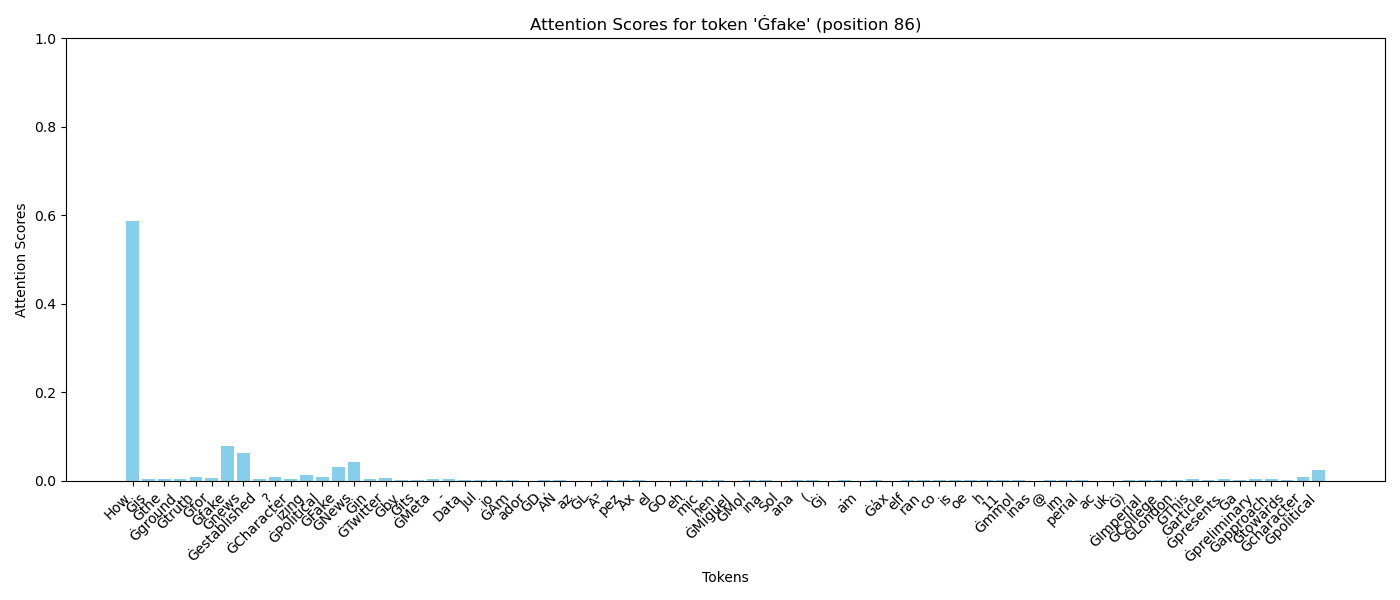 Attention Scores for token 'Ġfake' (position 86)
1.0
0.8
0.6
0.4
0.2
0.0
Attention Scores
How
Ġis
Ġthe
Ġground
Ġtruth
Ġfor
Ġfake
Ġnews
Ġestablished
?
ĠCharacter
izing
ĠPolitical
ĠFake
ĠNews
Ġin
ĠTwitter
Ġby
Ġits
ĠMeta
-
Data
Jul
io
ĠAm
ador
ĠD
az
ĠL
pez
Ax
el
ĠO
eh
mic
hen
ĠMiguel
ĠMol
ina
Sol
ana
(
Ġj
Ġax
elf
ran
co
is
oe
h
11
Ġmmol
inas
@
im
perial
ac
uk
Ġ)
ĠImperial
ĠCollege
ĠLondon
ĠThis
Ġarticle
Ġpresents
Ġa
Ġpreliminary
Ġapproach
Ġtowards
Ġcharacter
Ġpolitical
Tokens